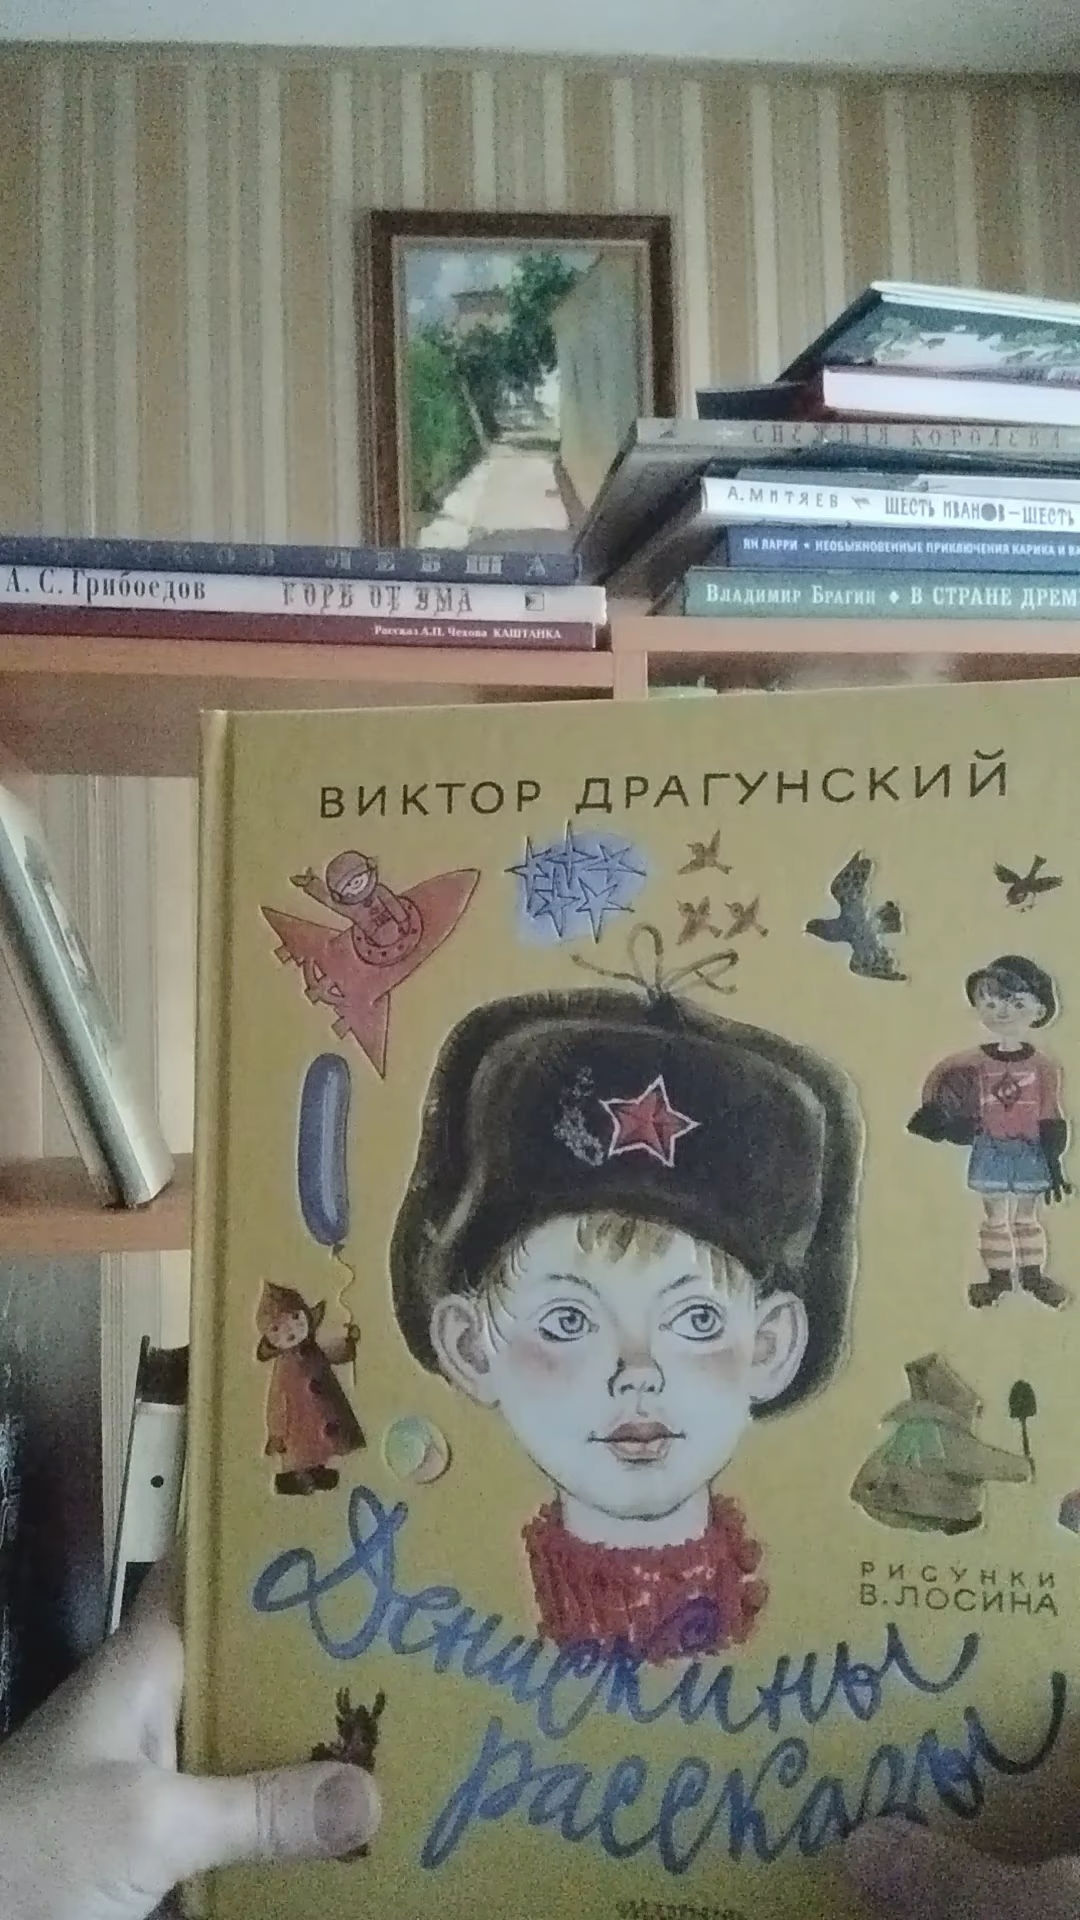 СНЕЖНАЯ КОРОЛЕВА
А. МИТЯЕВ ШЕСТЬ ИВАНОВ—ШЕСТЬ
ЯН ЛАРРИ • НЕОБЫКНОВЕННЫЕ ПРИКЛЮЧЕНИЯ КАРИКА И ВА
Владимир Брагин ◆ В СТРАНЕ ДРЕМ
ЛЕВША
А. С. Грибоедов ГОРЕ ОТ УМА
Рассказ А.П. Чехова КАШТАНКА
ВИКТОР ДРАГУНСКИЙ
РИСУНКИ
В. ЛОСИНА
Денискины
рассказы